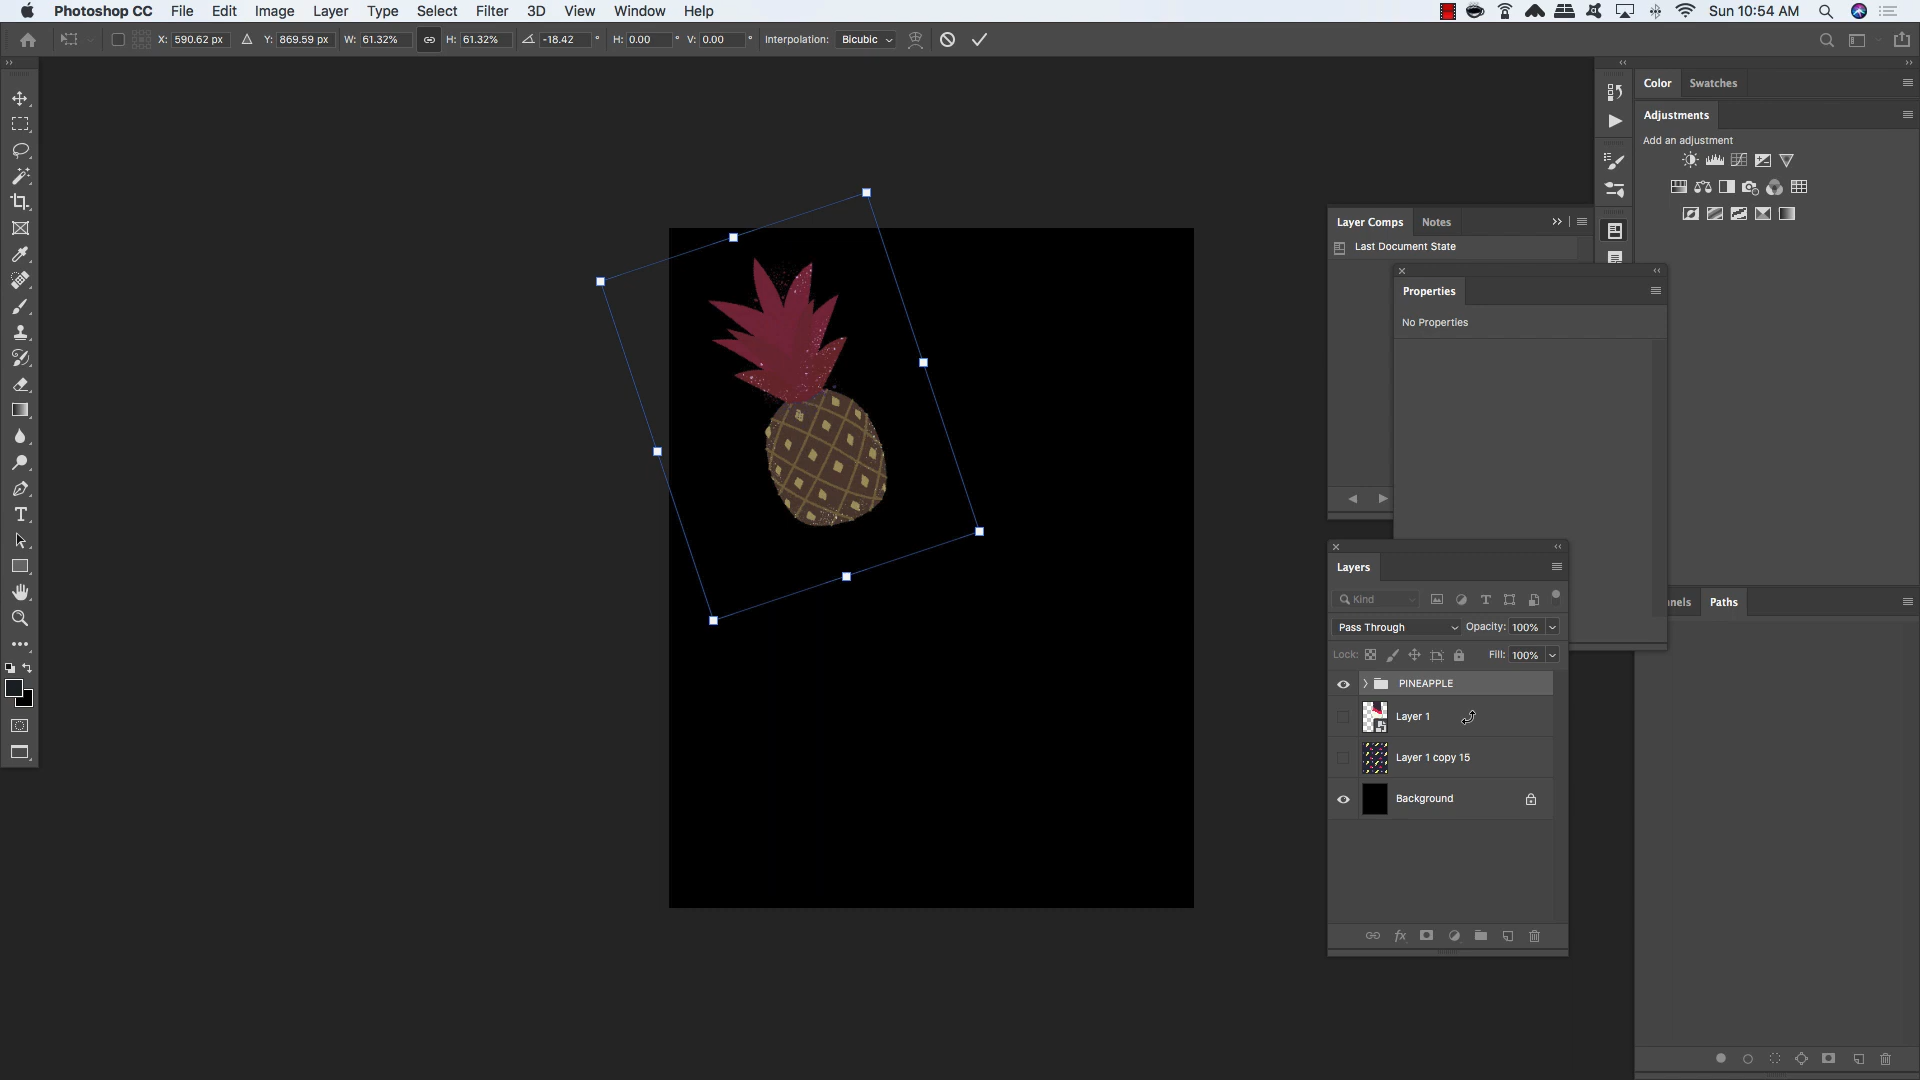 Photoshop CC File Edit Image Layer Type Select Filter 3D View Window Help Sun 10:54 AM
X: 590.62 px Y: 869.59 px W: 61.32% H: 61.32% -18.42 ° H: 0.00 ° V: 0.00 ° Interpolation: Bicubic
Color Swatches
Adjustments
Add an adjustment
Layer Comps Notes
Last Document State
Properties
No Properties
Layers
Kind
Pass Through Opacity: 100%
Lock: Fill: 100%
PINEAPPLE
Layer 1
Layer 1 copy 15
Background
nnels Paths